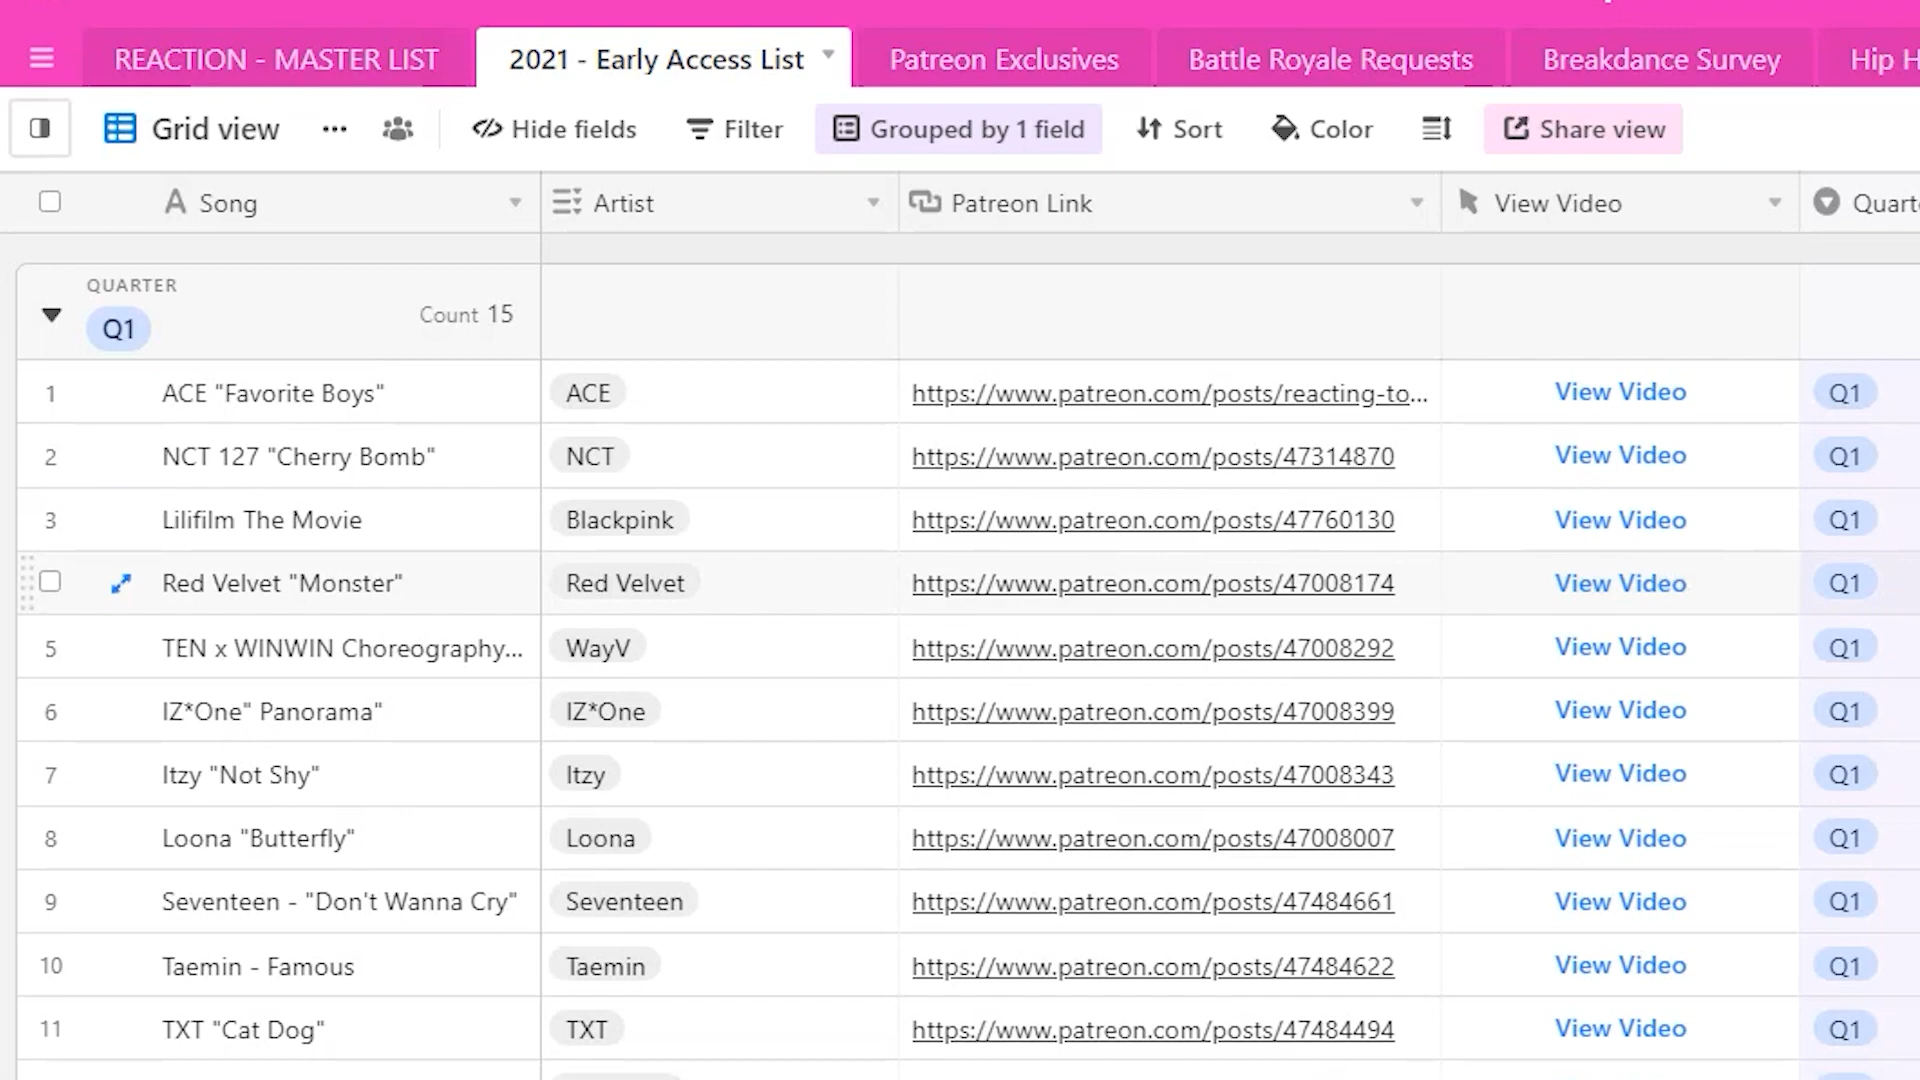 REACTION - MASTER LIST 2021 - Early Access List Patreon Exclusives Battle Royale Requests Breakdance Survey Hip H
Grid view ... Hide fields Filter Grouped by 1 field Sort Color Share view
Song Artist Patreon Link View Video Quart
QUARTER
Q1 Count 15
1 ACE "Favorite Boys" ACE https://www.patreon.com/posts/reacting-to... View Video Q1
2 NCT 127 "Cherry Bomb" NCT https://www.patreon.com/posts/47314870 View Video Q1
3 Lilifilm The Movie Blackpink https://www.patreon.com/posts/47760130 View Video Q1
Red Velvet "Monster" Red Velvet https://www.patreon.com/posts/47008174 View Video Q1
5 TEN x WINWIN Choreography... WayV https://www.patreon.com/posts/47008292 View Video Q1
6 IZ*One" Panorama" IZ*One https://www.patreon.com/posts/47008399 View Video Q1
7 Itzy "Not Shy" Itzy https://www.patreon.com/posts/47008343 View Video Q1
8 Loona "Butterfly" Loona https://www.patreon.com/posts/47008007 View Video Q1
9 Seventeen - "Don't Wanna Cry" Seventeen https://www.patreon.com/posts/47484661 View Video Q1
10 Taemin - Famous Taemin https://www.patreon.com/posts/47484622 View Video Q1
11 TXT "Cat Dog" TXT https://www.patreon.com/posts/47484494 View Video Q1